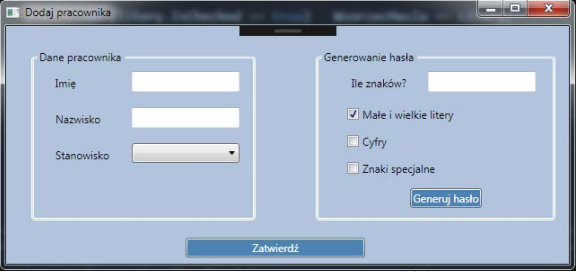 Dodaj pracownika
Dane pracownika
Imię
Nazwisko
Stanowisko
Generowanie hasła
Ile znaków?
Małe i wielkie litery
Cyfry
Znaki specjalne
Generuj hasło
Zatwierdź